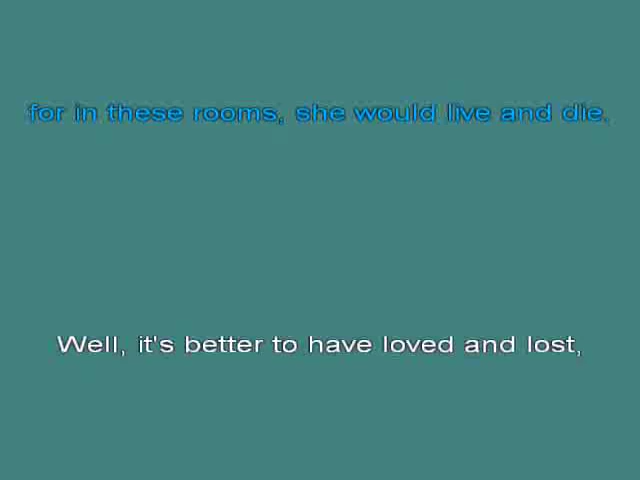 for in these rooms, she would live and die.
Well, it's better to have loved and lost,